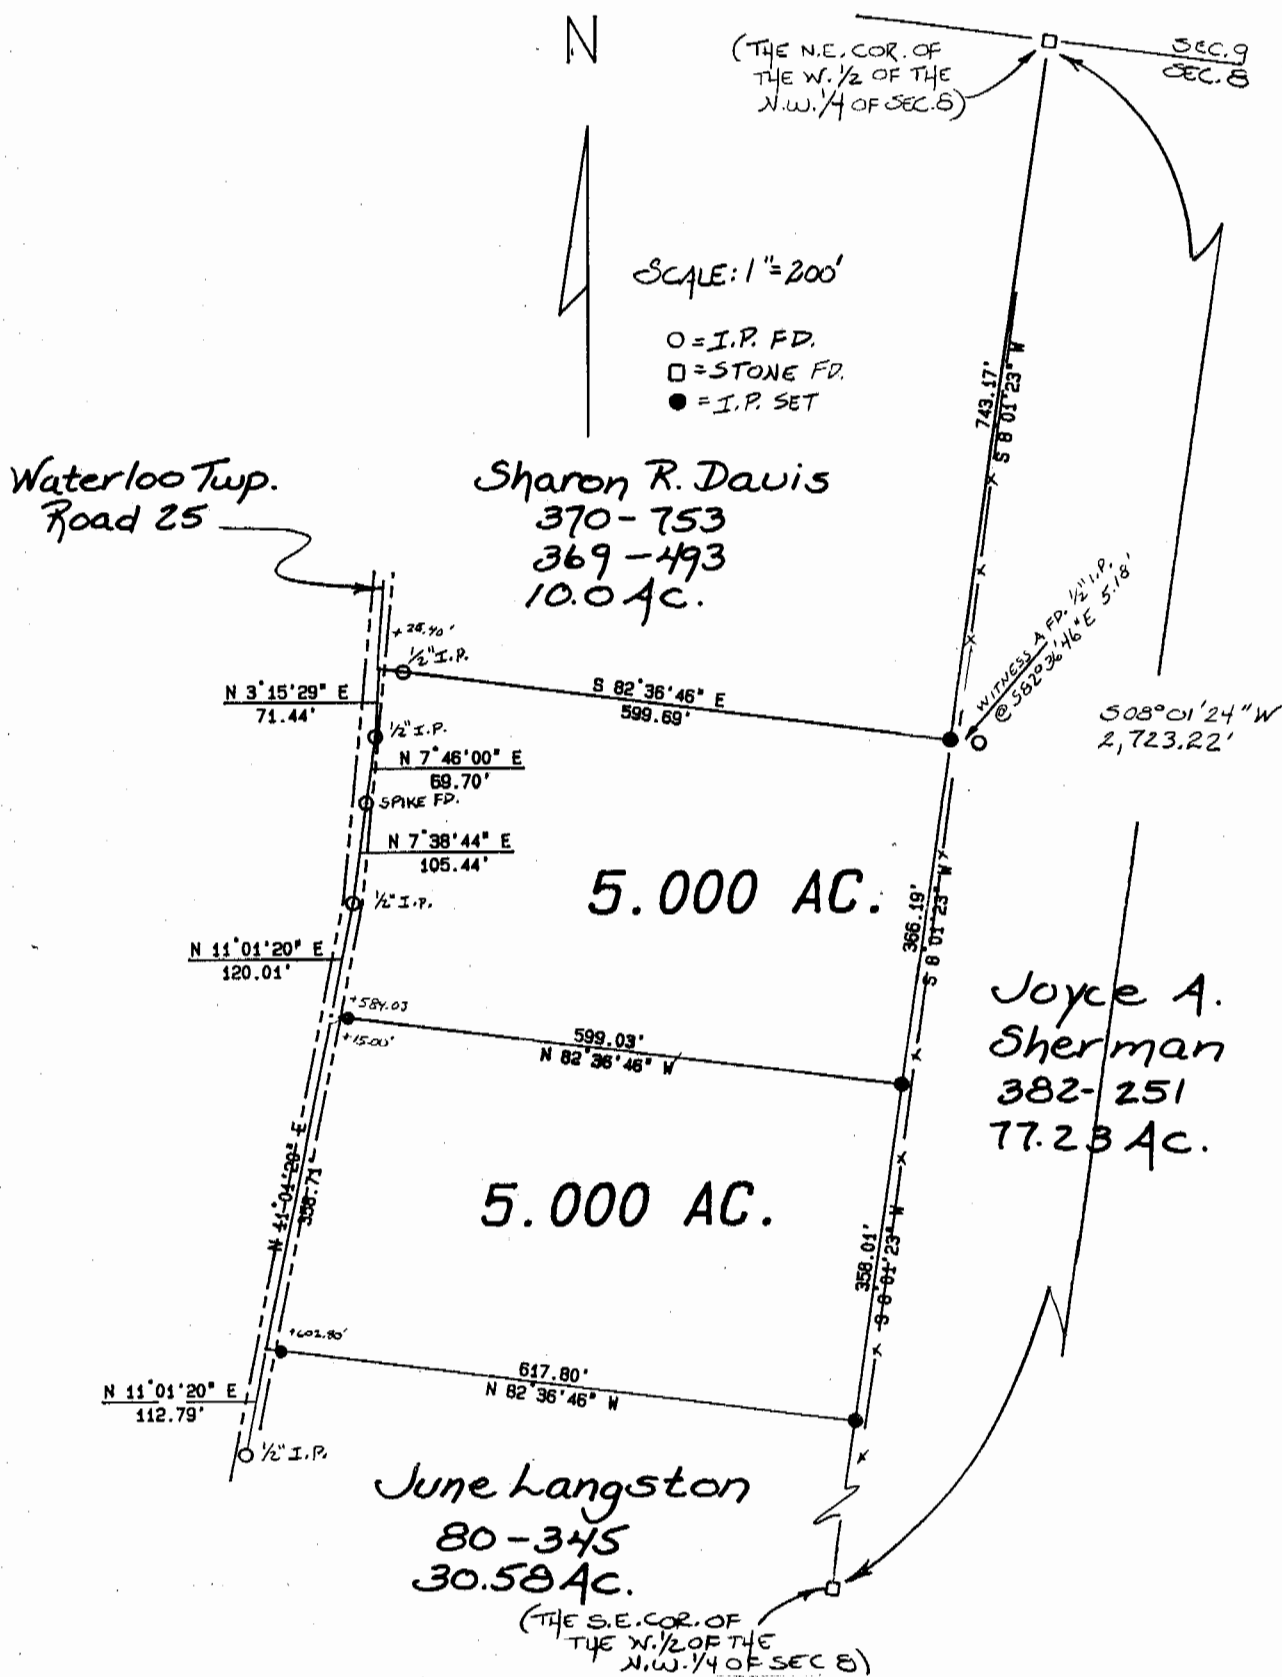 N
SEC. 9
SEC. 8
(THE N.E. COR. OF
THE W. 1/2 OF THE
N.W. 1/4 OF SEC. 8)
SCALE: 1"=200'
O = I.P. FD.
□ = STONE FD.
● = I.P. SET
743.17'
S 8°01'23" W
Waterloo Twp.
Road 25
Sharon R. Davis
370-753
369-493
10.0 AC.
1/2" I.P.
S 82°36'46" E
599.69'
WITNESS A FD. 1/2" I.P.
@ S82°36'46"E 5.18'
S08°01'24"W
2,723.22'
N 3°15'29" E
71.44'
1/2" I.P.
N 7°46'00" E
69.70'
SPIKE FD.
N 7°38'44" E
105.44'
1/2" I.P.
5.000 AC.
366.19'
S 8°01'23" W
N 11°01'20" E
120.01'
+584.03
+15.00'
599.03'
N 82°36'46" W
Joyce A.
Sherman
382-251
77.23 AC.
N 11°01'20" E
358.71'
5.000 AC.
358.01'
S 8°01'23" W
+602.80'
617.80'
N 82°36'46" W
N 11°01'20" E
112.79'
1/2" I.P.
June Langston
80-345
30.58 AC.
(THE S.E. COR. OF
THE W. 1/2 OF THE
N.W. 1/4 OF SEC 8)